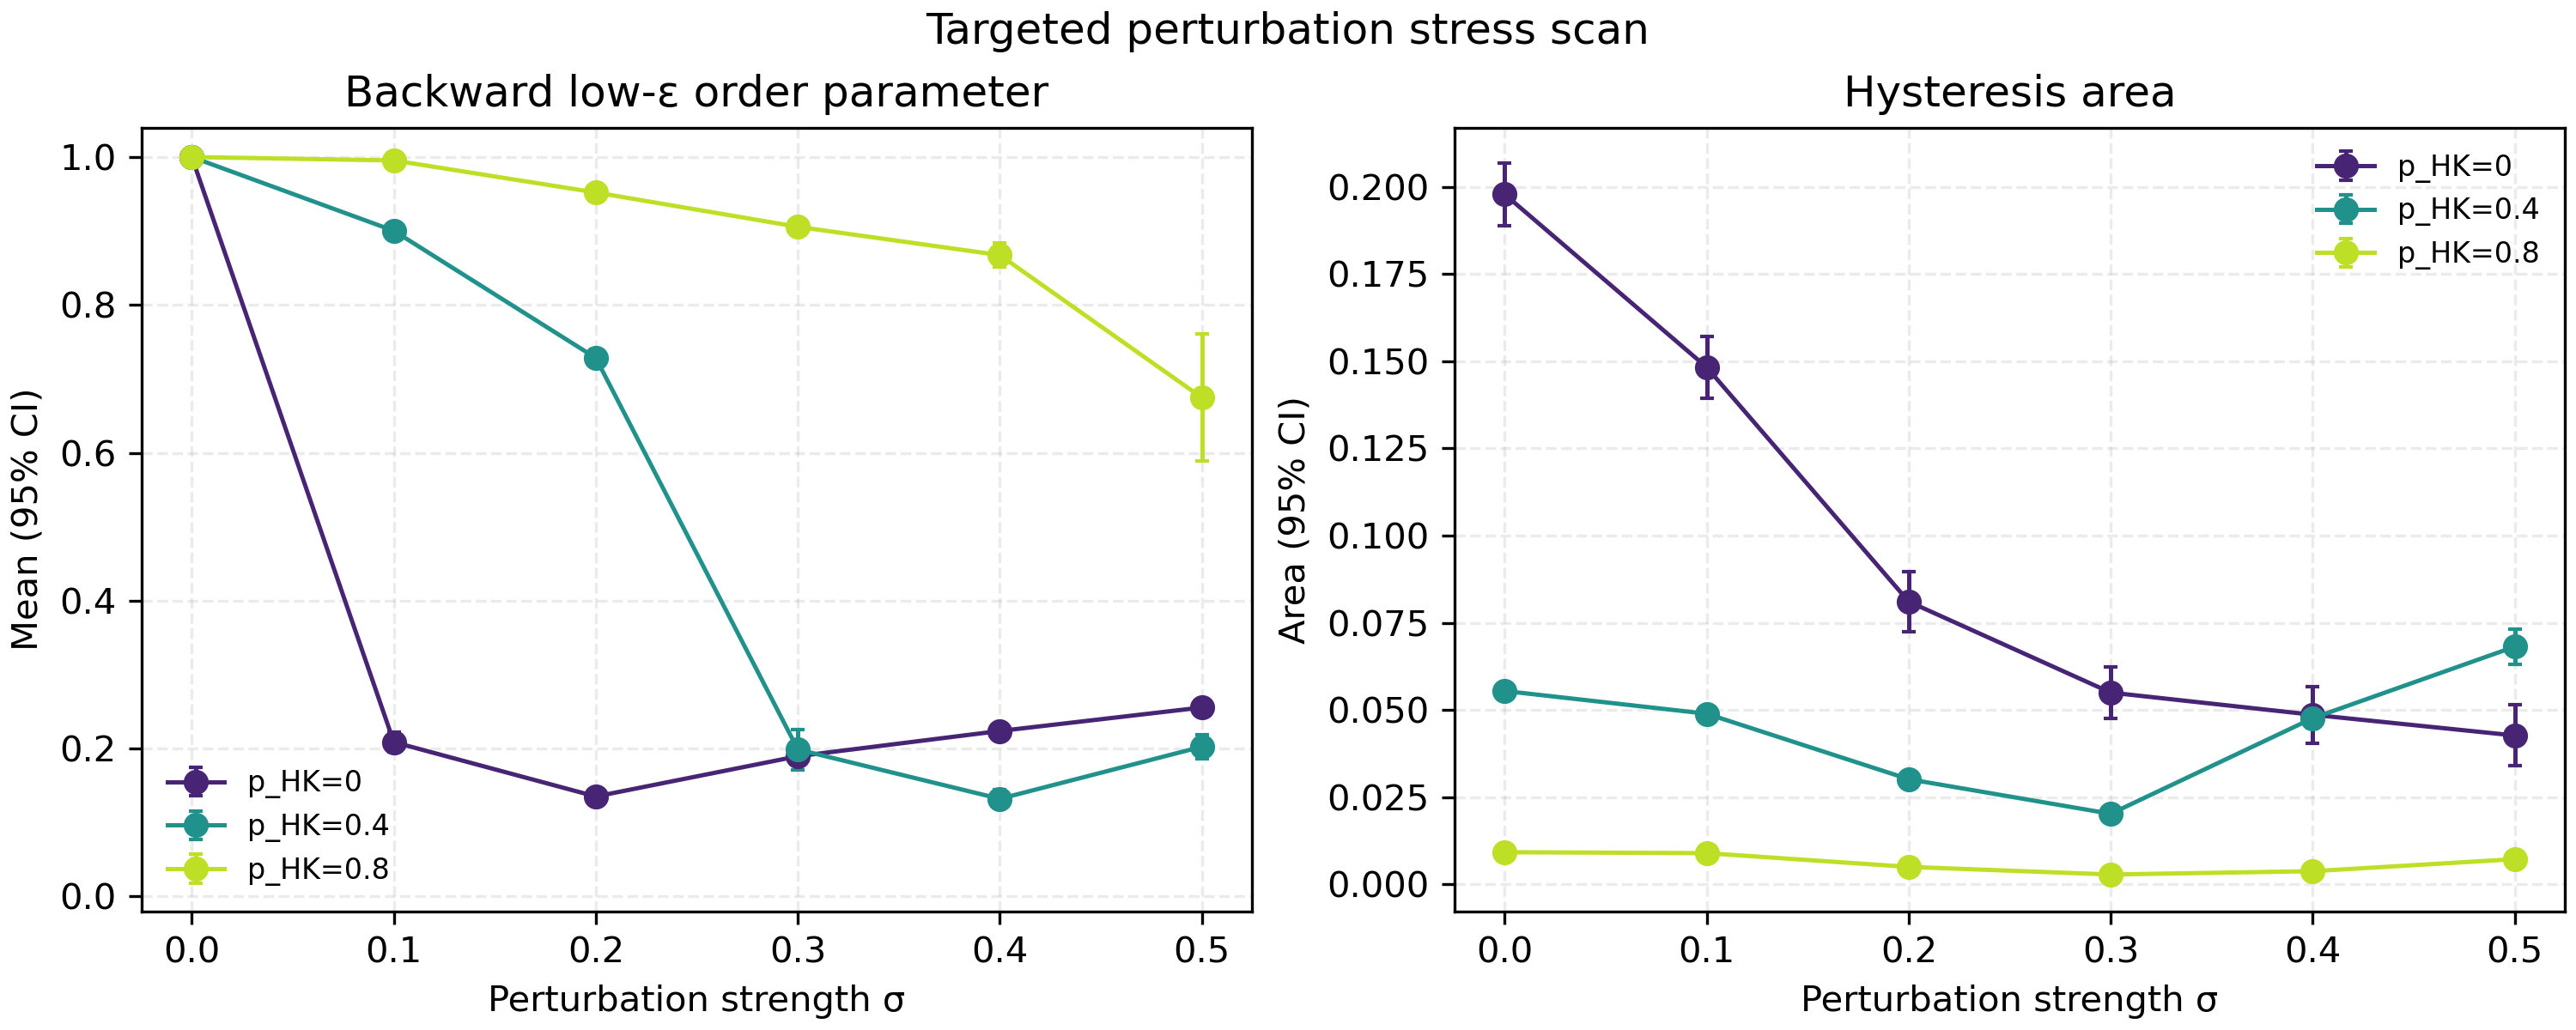 Targeted perturbation stress scan
Backward low-ε order parameter
Mean (95% CI)
1.0
0.8
0.6
0.4
0.2
0.0
p_HK=0
p_HK=0.4
p_HK=0.8
0.0 0.1 0.2 0.3 0.4 0.5
Perturbation strength σ
Hysteresis area
Area (95% CI)
0.200
0.175
0.150
0.125
0.100
0.075
0.050
0.025
0.000
p_HK=0
p_HK=0.4
p_HK=0.8
0.0 0.1 0.2 0.3 0.4 0.5
Perturbation strength σ